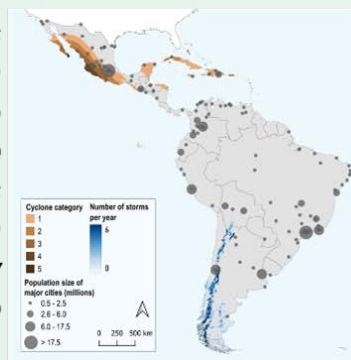 Cyclone category
1
2
3
4
5
Number of storms
per year
6
0
Population size of
major cities (millions)
0.5 - 2.5
2.6 - 6.0
6.0 - 17.5
> 17.5
0 250 500 km